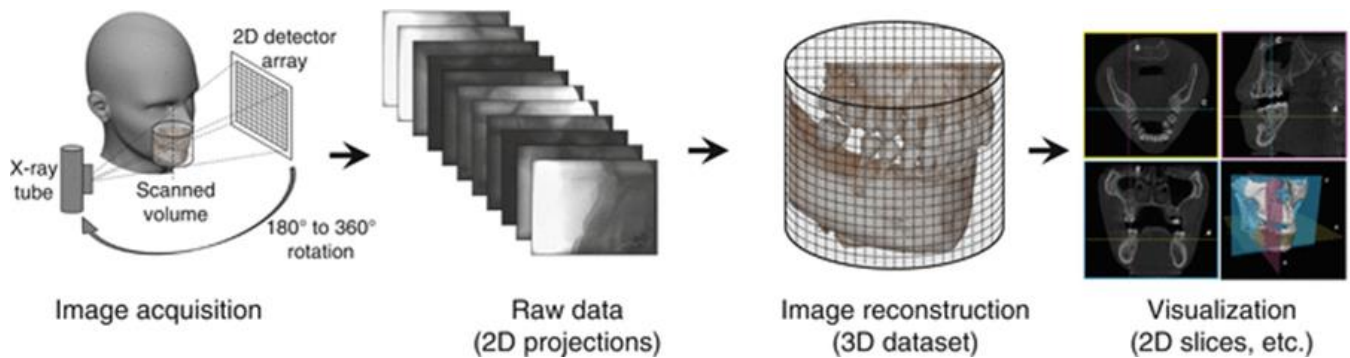 2D detector
array
X-ray
tube
Scanned
volume
180° to 360°
rotation
Image acquisition
Raw data
(2D projections)
Image reconstruction
(3D dataset)
Visualization
(2D slices, etc.)